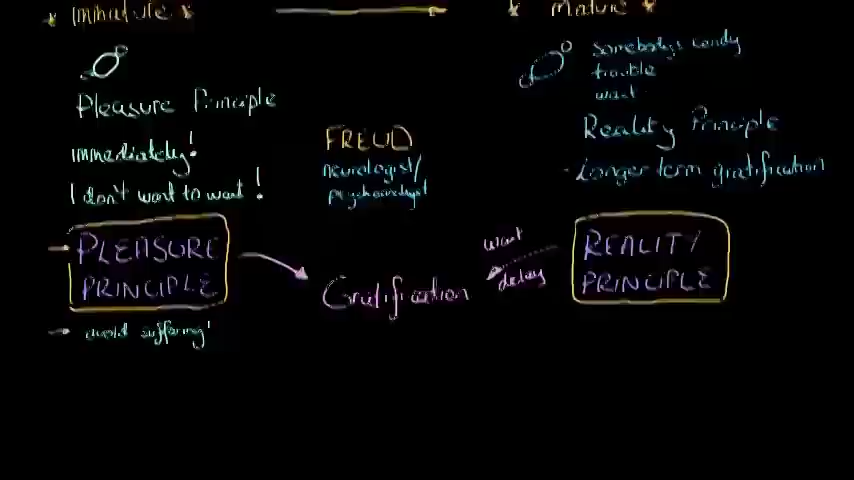 * Immature *
* Mature *
somebody's candy
trouble
want
Pleasure Principle
Reality Principle
immediately!
FREUD
neurologist/
psychoanalyst
- Longer term gratification
I don't want to wait!
PLEASURE
PRINCIPLE
wait
delay
REALITY
PRINCIPLE
Gratification
avoid suffering!